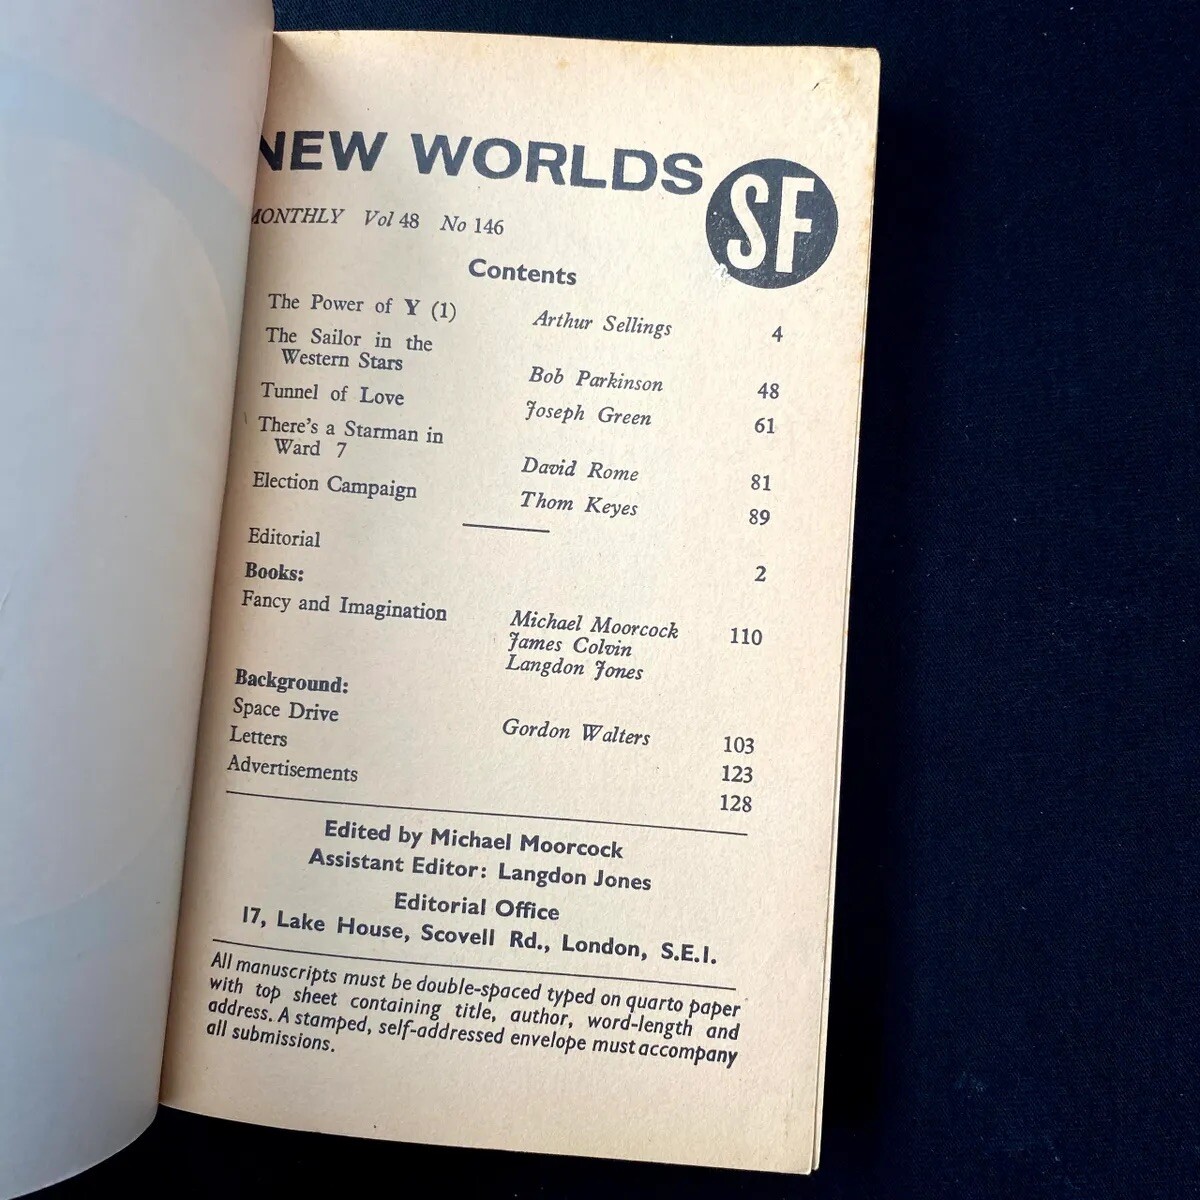 NEW WORLDS SF
MONTHLY Vol 48 No 146
Contents
The Power of Y (1) Arthur Sellings 4
The Sailor in the
Western Stars Bob Parkinson 48
Tunnel of Love Joseph Green 61
There's a Starman in
Ward 7 David Rome 81
Election Campaign Thom Keyes 89
Editorial 2
Books:
Fancy and Imagination Michael Moorcock 110
James Colvin
Langdon Jones
Background:
Space Drive Gordon Walters 103
Letters 123
Advertisements 128
Edited by Michael Moorcock
Assistant Editor: Langdon Jones
Editorial Office
17, Lake House, Scovell Rd., London, S.E.1.
All manuscripts must be double-spaced typed on quarto paper
with top sheet containing title, author, word-length and
address. A stamped, self-addressed envelope must accompany
all submissions.